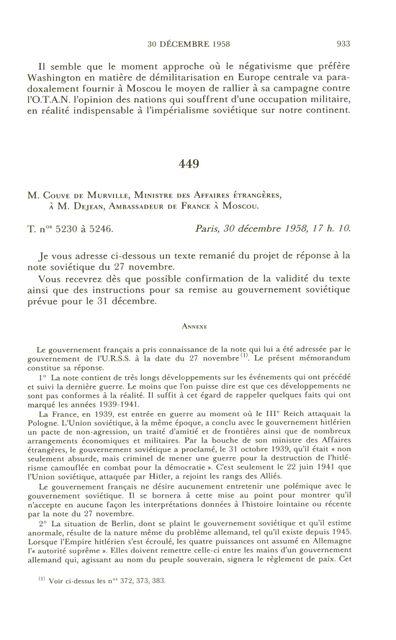 30 DÉCEMBRE 1958 933
Il semble que le moment approche où le négativisme que préfère
Washington en matière de démilitarisation en Europe centrale va para-
doxalement fournir à Moscou le moyen de rallier à sa campagne contre
l'O.T.A.N. l'opinion des nations qui souffrent d'une occupation militaire,
en réalité indispensable à l'impérialisme soviétique sur notre continent.
449
M. Couve de Murville, Ministre des Affaires étrangères,
à M. Dejean, Ambassadeur de France à Moscou.
T. nos 5230 à 5246. Paris, 30 décembre 1958, 17 h. 10.
Je vous adresse ci-dessous un texte remanié du projet de réponse à la
note soviétique du 27 novembre.
Vous recevrez dès que possible confirmation de la validité du texte
ainsi que des instructions pour sa remise au gouvernement soviétique
prévue pour le 31 décembre.
Annexe
Le gouvernement français a pris connaissance de la note qui lui a été adressée par le
gouvernement de l'U.R.S.S. à la date du 27 novembre (1). Le présent mémorandum
constitue sa réponse.
1° La note contient de très longs développements sur les événements qui ont précédé
et suivi la dernière guerre. Le moins que l'on puisse dire est que ces développements ne
sont pas conformes à la réalité. Il suffit à cet égard de rappeler quelques faits qui ont
marqué les années 1939-1941.
La France, en 1939, est entrée en guerre au moment où le IIIe Reich attaquait la
Pologne. L'Union soviétique, à la même époque, a conclu avec le gouvernement hitlérien
un pacte de non-agression, un traité d'amitié et de frontières ainsi que de nombreux
arrangements économiques et militaires. Par la bouche de son ministre des Affaires
étrangères, le gouvernement soviétique a proclamé, le 31 octobre 1939, qu'il était « non
seulement absurde, mais criminel de mener une guerre pour la destruction de l'hitlé-
risme camouflée en combat pour la démocratie ». C'est seulement le 22 juin 1941 que
l'Union soviétique, attaquée par Hitler, a rejoint les rangs des Alliés.
Le gouvernement français ne désire aucunement entretenir une polémique avec le
gouvernement soviétique. Il se bornera à cette mise au point pour montrer qu'il
n'accepte en aucune façon les interprétations données à l'histoire lointaine ou récente
par la note du 27 novembre.
2° La situation de Berlin, dont se plaint le gouvernement soviétique et qu'il estime
anormale, résulte de la nature même du problème allemand, tel qu'il existe depuis 1945.
Lorsque l'Empire hitlérien s'est écroulé, les quatre puissances ont assumé en Allemagne
l'« autorité suprême ». Elles doivent remettre celle-ci entre les mains d'un gouvernement
allemand qui, agissant au nom du peuple souverain, signera le règlement de paix. Cet
(1) Voir ci-dessus les nos 372, 373, 383.